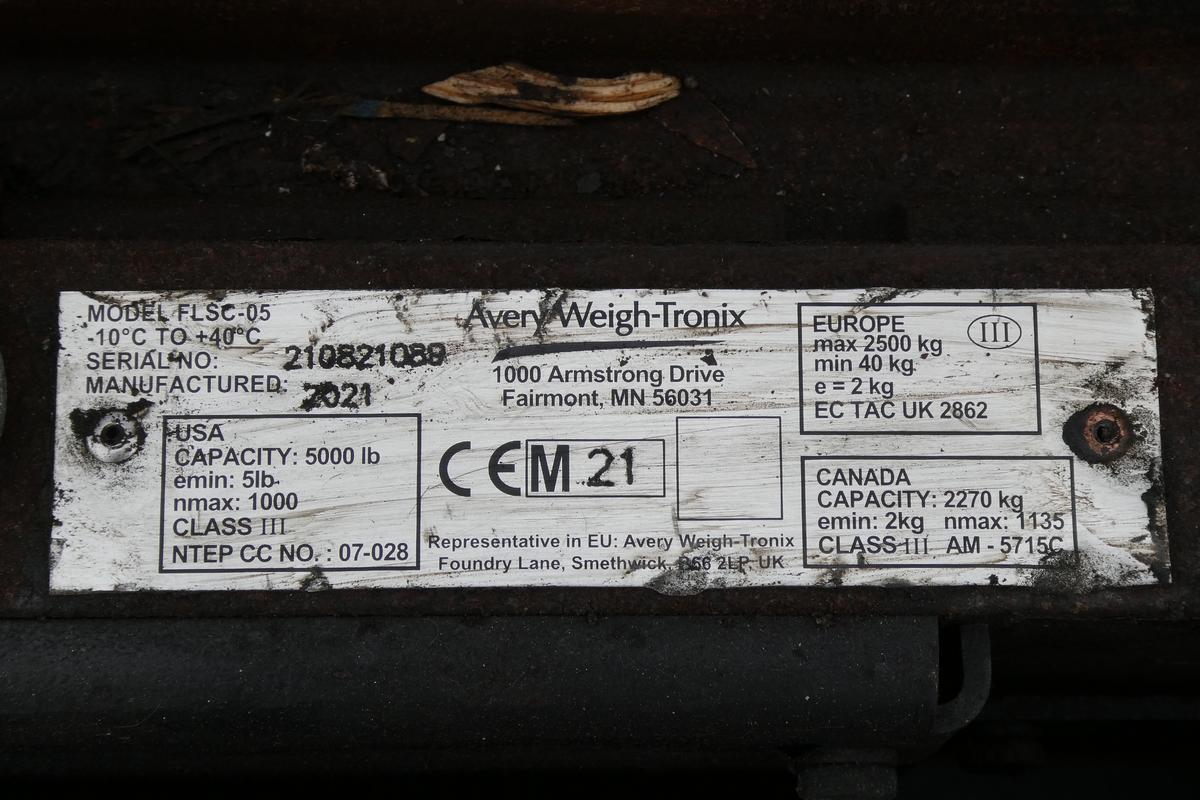 MODEL FLSC-05
-10°C TO +40°C
SERIAL NO: 210821089
MANUFACTURED: 2021
USA
CAPACITY: 5000 lb
emin: 5lb
nmax: 1000
CLASS III
NTEP CC NO. : 07-028
Avery Weigh-Tronix
1000 Armstrong Drive
Fairmont, MN 56031
CE M 21
Representative in EU: Avery Weigh-Tronix
Foundry Lane, Smethwick, B66 2LP UK
EUROPE III
max 2500 kg
min 40 kg
e = 2 kg
EC TAC UK 2862
CANADA
CAPACITY: 2270 kg
emin: 2kg nmax: 1135
CLASS III AM - 5715C